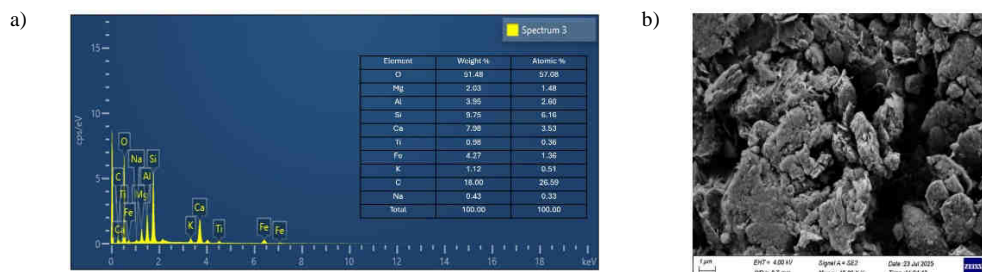 a)
b)
Spectrum 3
Element Weight % Atomic %
O 51.48 57.08
Mg 2.03 1.48
Al 3.95 2.60
Si 9.75 6.16
Ca 7.98 3.53
Ti 0.98 0.36
Fe 4.27 1.36
K 1.12 0.51
C 18.00 26.59
Na 0.43 0.33
Total 100.00 100.00
15
10
5
0
cps/eV
O Na Si
C Al
Ti Mg
Fe
Ca
K Ca Ti Fe Fe
0 2 4 6 8 10 12 14 16 18 keV
1 µm
EHT = 4.00 kV Signal A = SE2 Date :23 Jul 2025
ZEISS